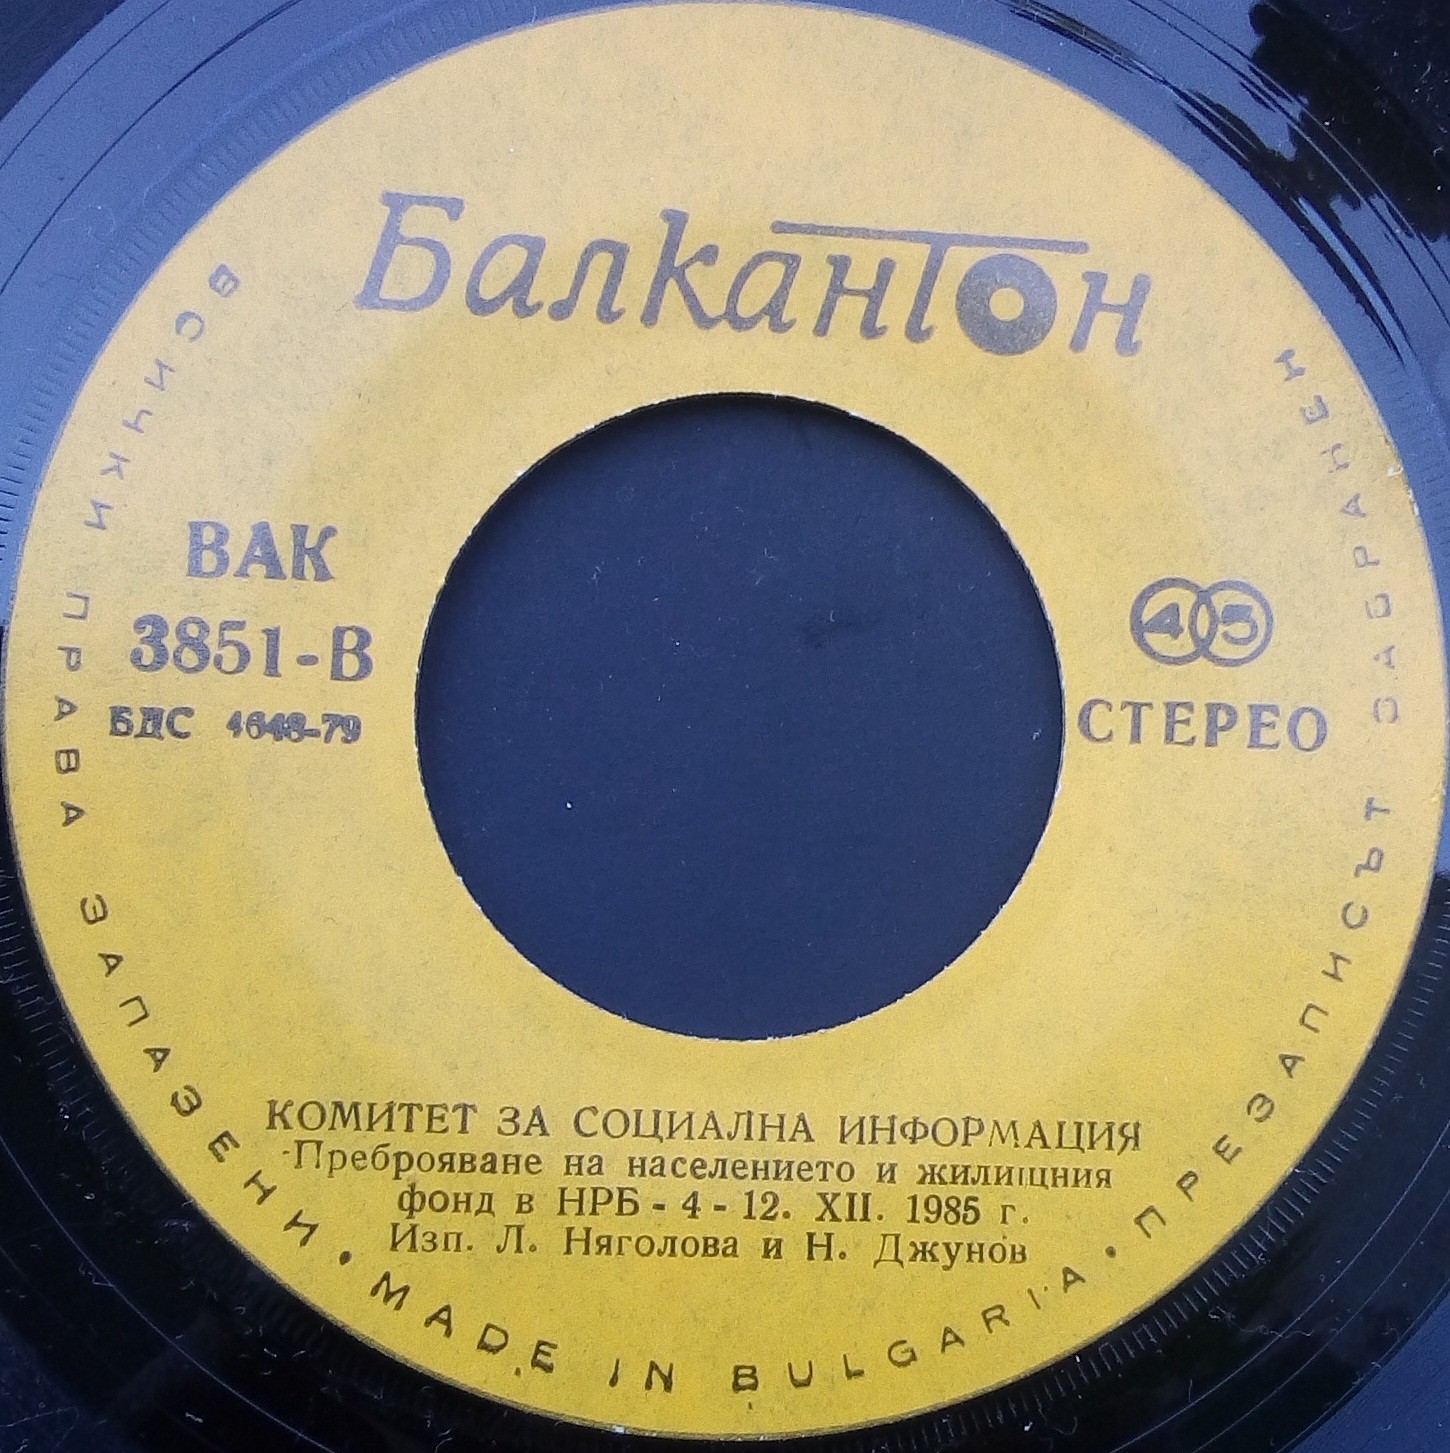 Балкантон
ВАК
3851-В
БДС 4648-79
45
СТЕРЕО
КОМИТЕТ ЗА СОЦИАЛНА ИНФОРМАЦИЯ
Преброяване на населението и жилищния
фонд в НРБ - 4 - 12. XII. 1985 г.
Изп. Л. Няголова и Н. Джунов
ВСИЧКИ ПРАВА ЗАПАЗЕНИ • MADE IN BULGARIA • ПРЕЗАПИСЪТ ЗАБРАНЕН